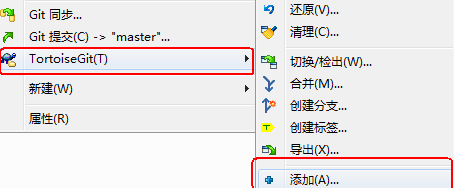 Git 同步...
Git 提交(C) -> "master"...
TortoiseGit(T)
新建(W)
属性(R)
还原(V)...
清理(C)...
切换/检出(W)...
合并(M)...
创建分支...
创建标签...
导出(X)...
添加(A)...